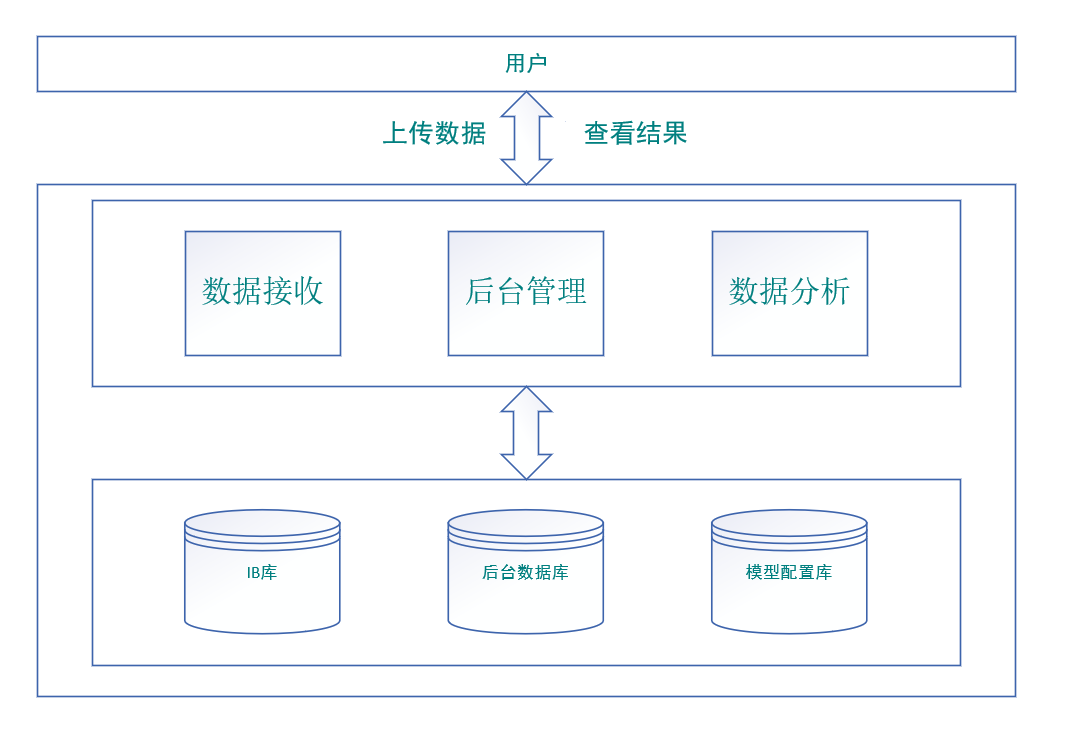 用户
上传数据
查看结果
数据接收
后台管理
数据分析
IB库
后台数据库
模型配置库